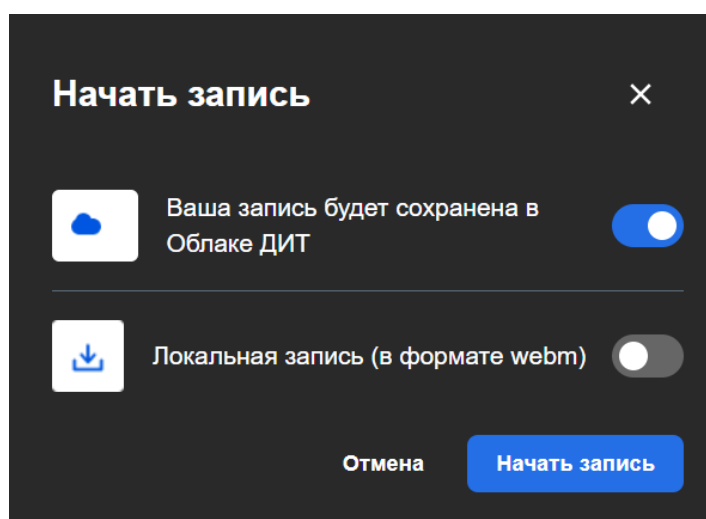 Начать запись
Ваша запись будет сохранена в
Облаке ДИТ
Локальная запись (в формате webm)
Отмена
Начать запись